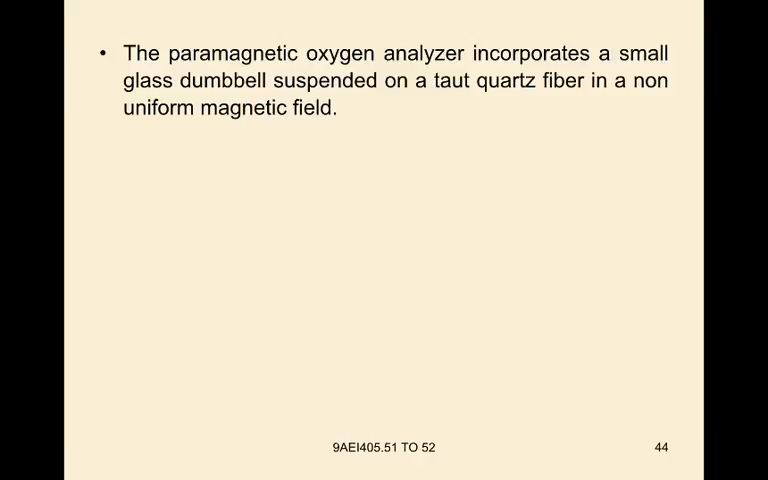 • The paramagnetic oxygen analyzer incorporates a small
glass dumbbell suspended on a taut quartz fiber in a non
uniform magnetic field.
9AEI405.51 TO 52
44